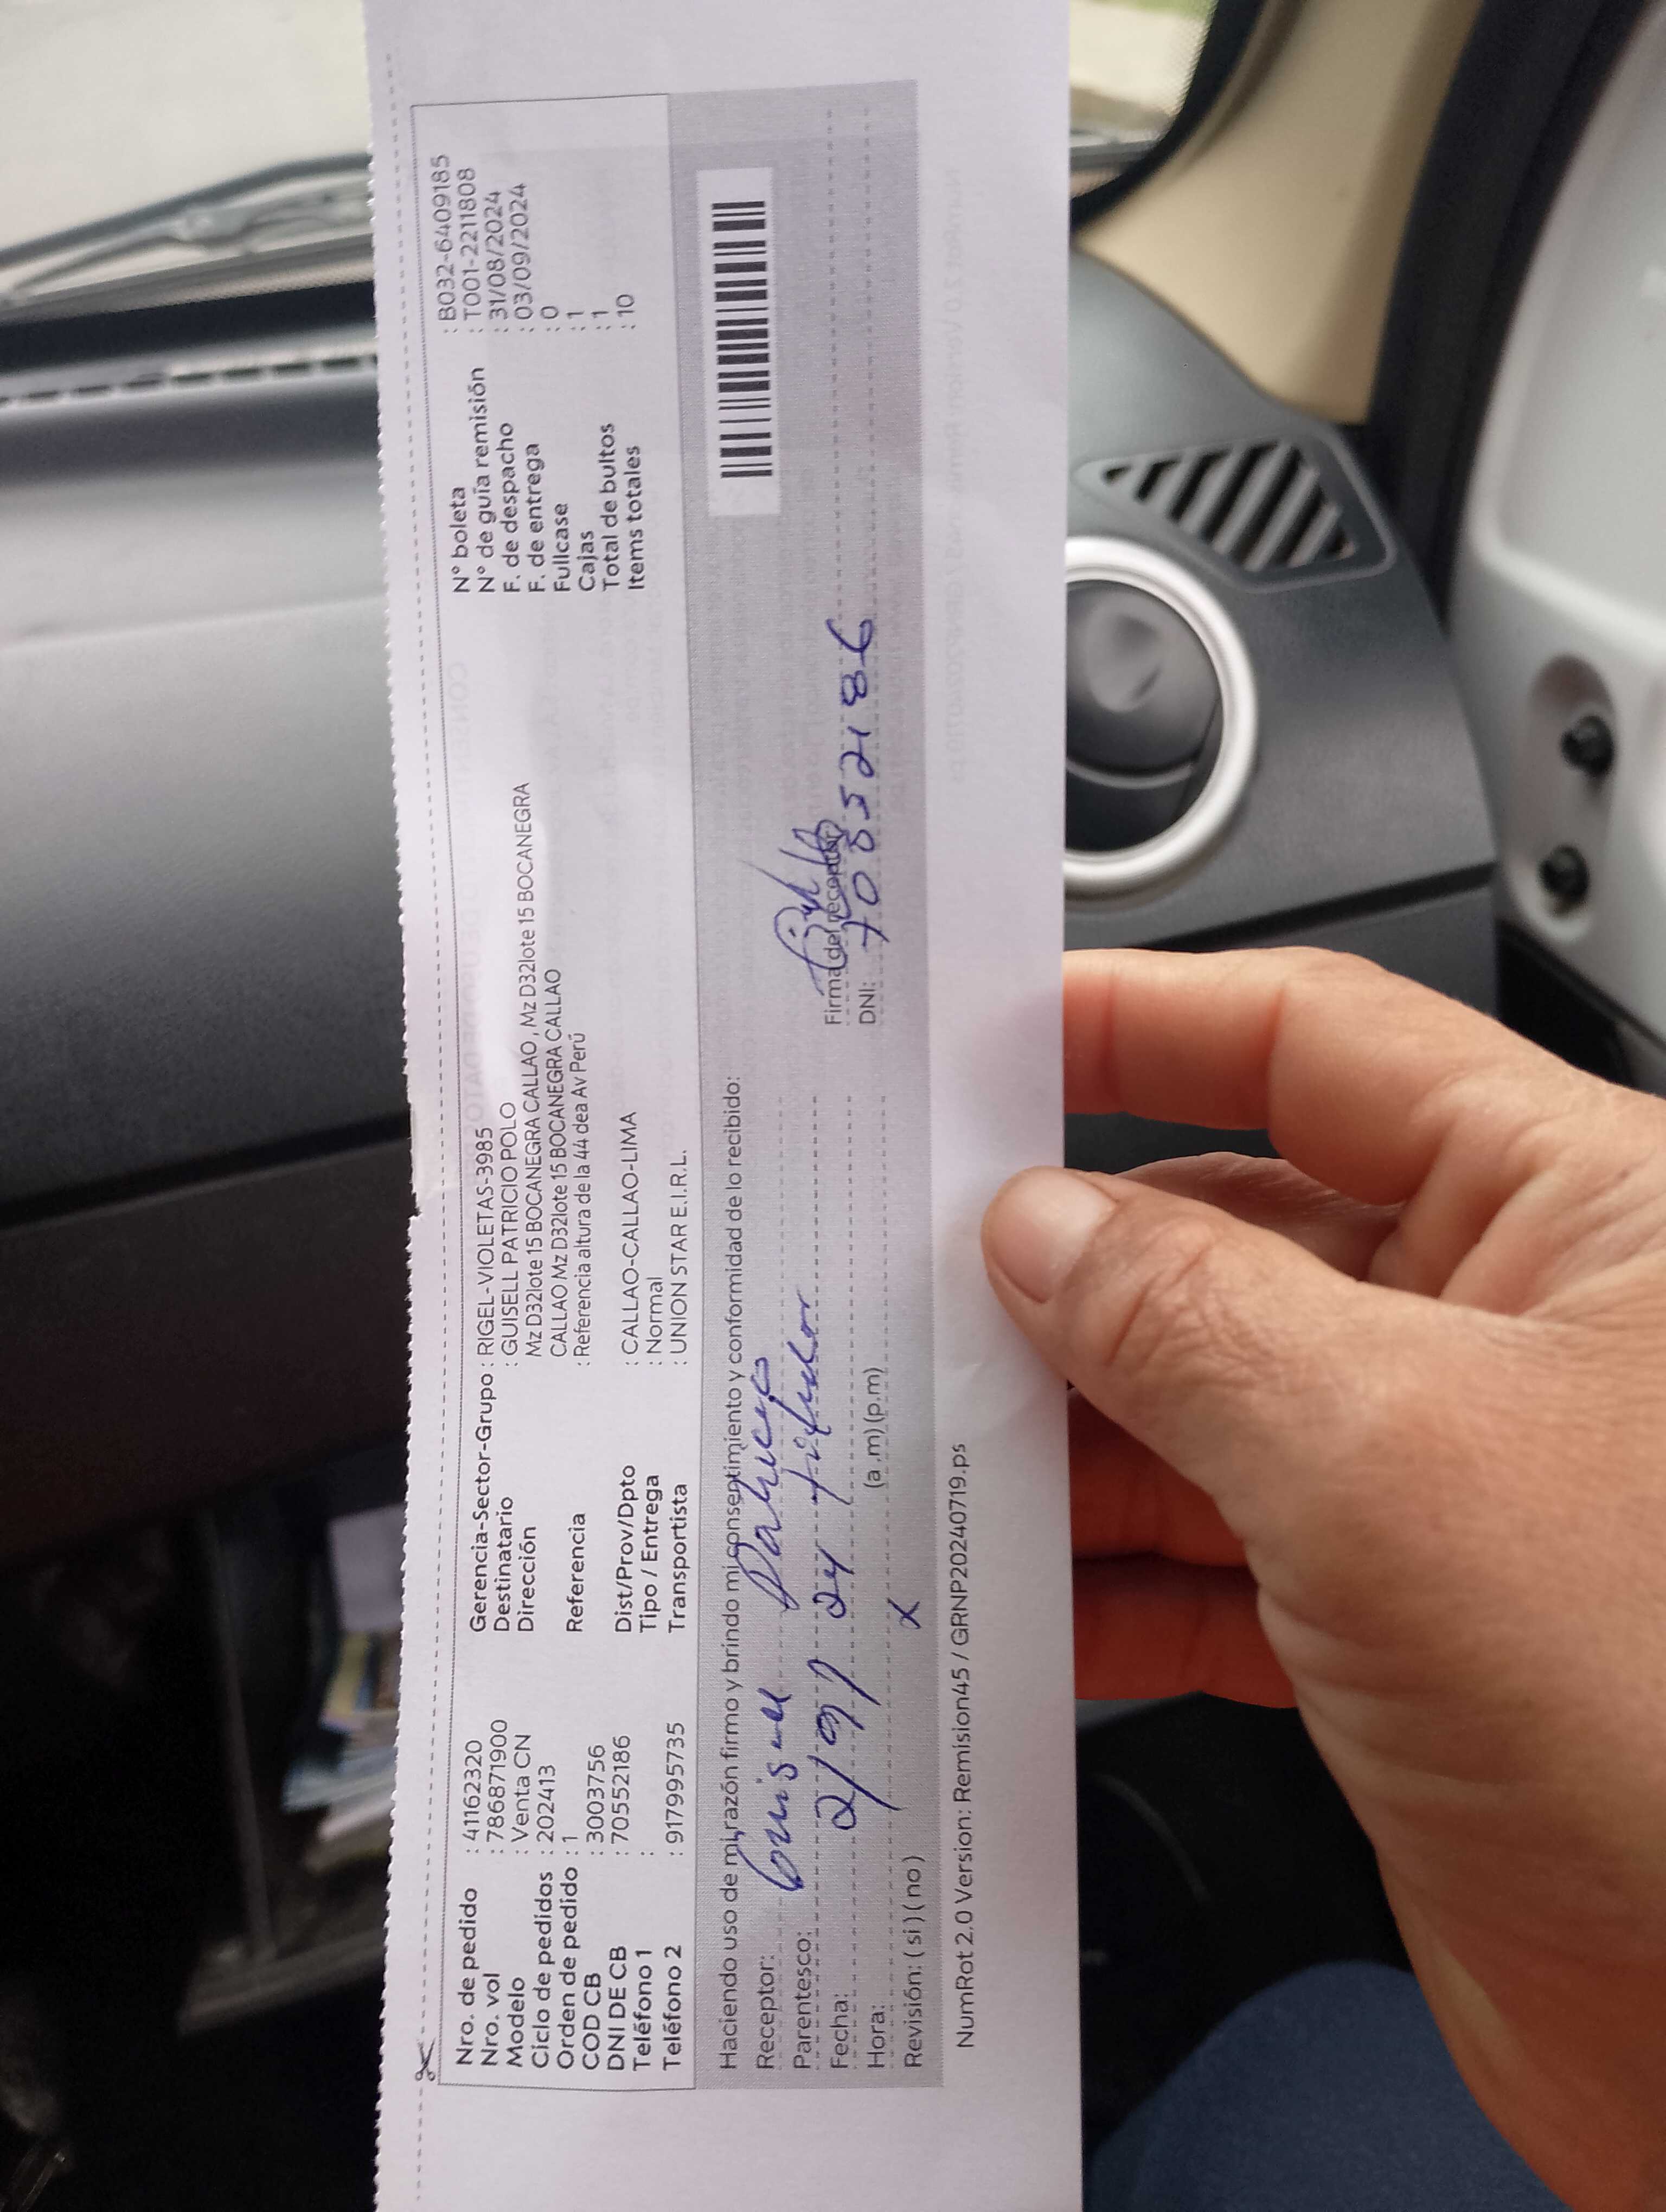 Nro. de pedido : 41162320
Nro. vol : 786871900
Modelo : Venta CN
Ciclo de pedidos : 202413
Orden de pedido : 1
COD CB : 3003756
DNI DE CB : 70552186
Teléfono 1 :
Teléfono 2 : 917995735
Gerencia-Sector-Grupo : RIGEL-VIOLETAS-3985
Destinatario : GUISELL PATRICIO POLO
Dirección Mz D32lote 15 BOCANEGRA CALLAO , Mz D32lote 15 BOCANEGRA
CALLAO Mz D32lote 15 BOCANEGRA CALLAO
Referencia : Referencia altura de la 44 dea Av Perú
Dist/Prov/Dpto : CALLAO-CALLAO-LIMA
Tipo / Entrega : Normal
Transportista : UNION STAR E.I.R.L.
N° boleta : B032-6409185
N° de guía remisión : T001-2211808
F. de despacho : 31/08/2024
F. de entrega : 03/09/2024
Fullcase : 0
Cajas : 1
Total de bultos : 1
Items totales : 10
Haciendo uso de mi razón firmo y brindo mi consentimiento y conformidad de lo recibido:
Receptor: Patricio
Parentesco:
Fecha: 24
Hora: (a.m) (p.m)
Revisión: ( si ) ( no ) x
Firma del receptor
DNI:
NumRot 2.0 Version: Remision45 / GRNP20240719.ps